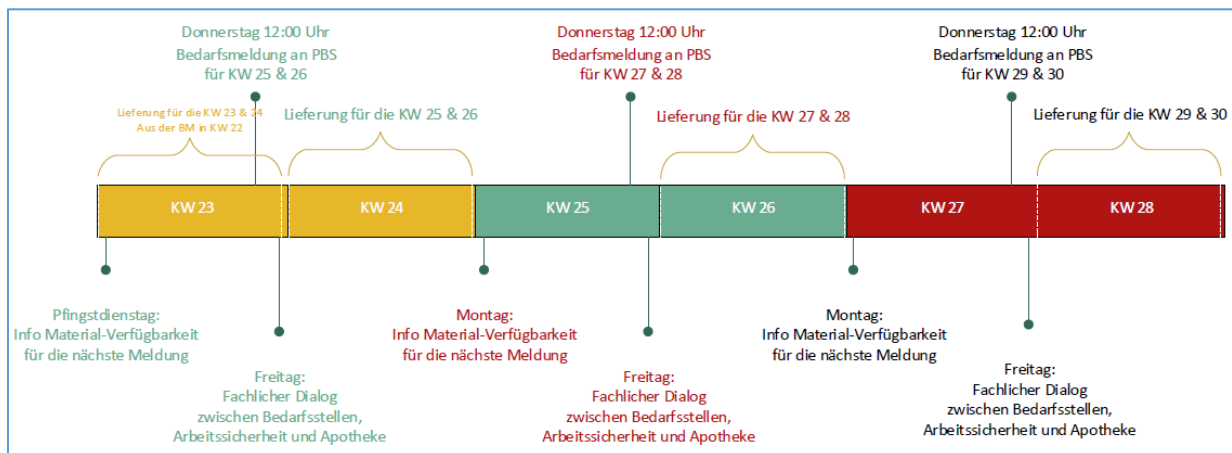 Donnerstag 12:00 Uhr
Bedarfsmeldung an PBS
für KW 25 & 26
Donnerstag 12:00 Uhr
Bedarfsmeldung an PBS
für KW 27 & 28
Donnerstag 12:00 Uhr
Bedarfsmeldung an PBS
für KW 29 & 30
Lieferung für die KW 23 & 24
Aus der BM in KW 22
Lieferung für die KW 25 & 26
Lieferung für die KW 27 & 28
Lieferung für die KW 29 & 30
KW 23
KW 24
KW 25
KW 26
KW 27
KW 28
Pfingstdienstag:
Info Material-Verfügbarkeit
für die nächste Meldung
Montag:
Info Material-Verfügbarkeit
für die nächste Meldung
Montag:
Info Material-Verfügbarkeit
für die nächste Meldung
Freitag:
Fachlicher Dialog
zwischen Bedarfsstellen,
Arbeitssicherheit und Apotheke
Freitag:
Fachlicher Dialog
zwischen Bedarfsstellen,
Arbeitssicherheit und Apotheke
Freitag:
Fachlicher Dialog
zwischen Bedarfsstellen,
Arbeitssicherheit und Apotheke